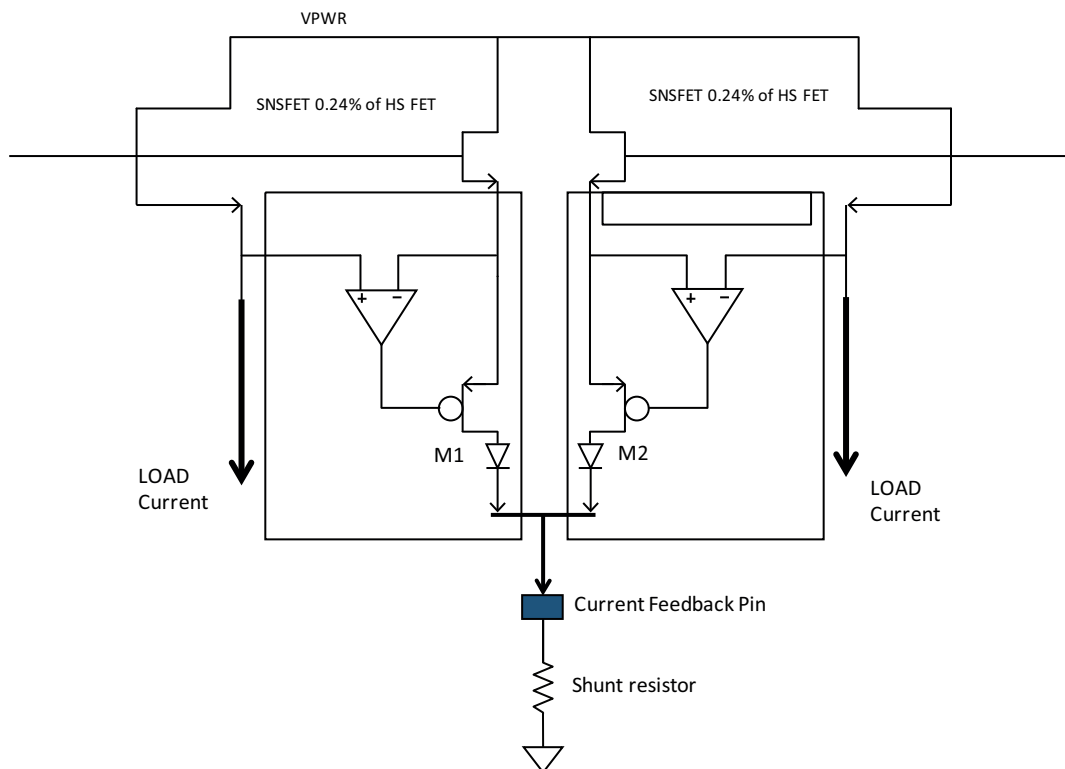 VPWR
SNSFET 0.24% of HS FET
SNSFET 0.24% of HS FET
+ −
+ −
M1
M2
LOAD
Current
LOAD
Current
Current Feedback Pin
Shunt resistor